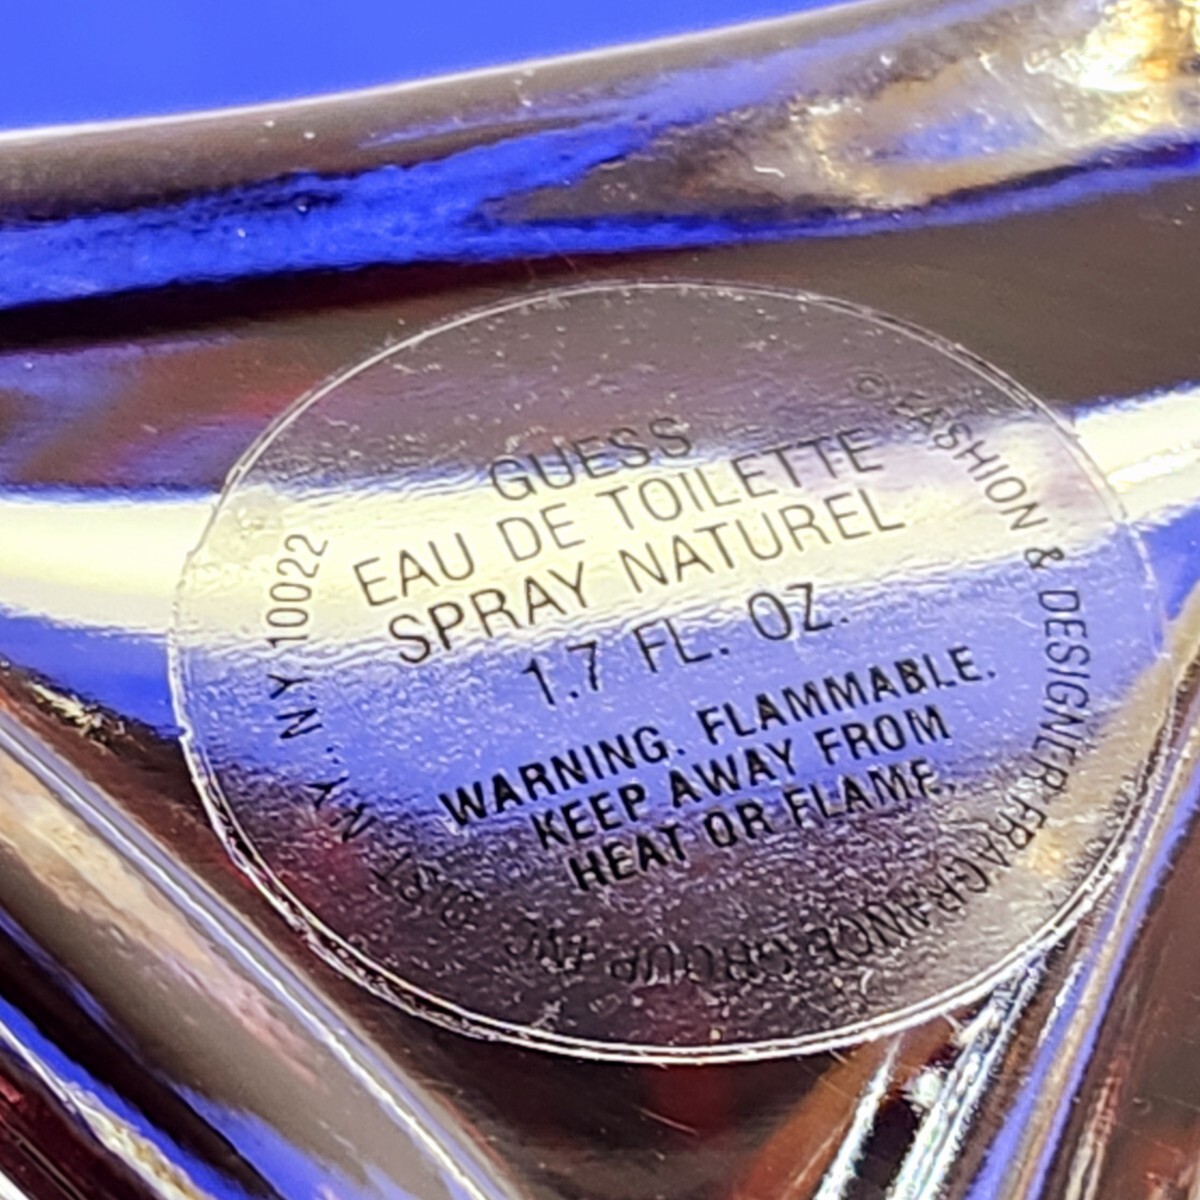 GUESS
EAU DE TOILETTE
SPRAY NATUREL
1.7 FL. OZ.
WARNING. FLAMMABLE.
KEEP AWAY FROM
HEAT OR FLAME.
© FASHION & DESIGNER FRAGRANCE GROUP INC. DIST. N.Y. N.Y 10022